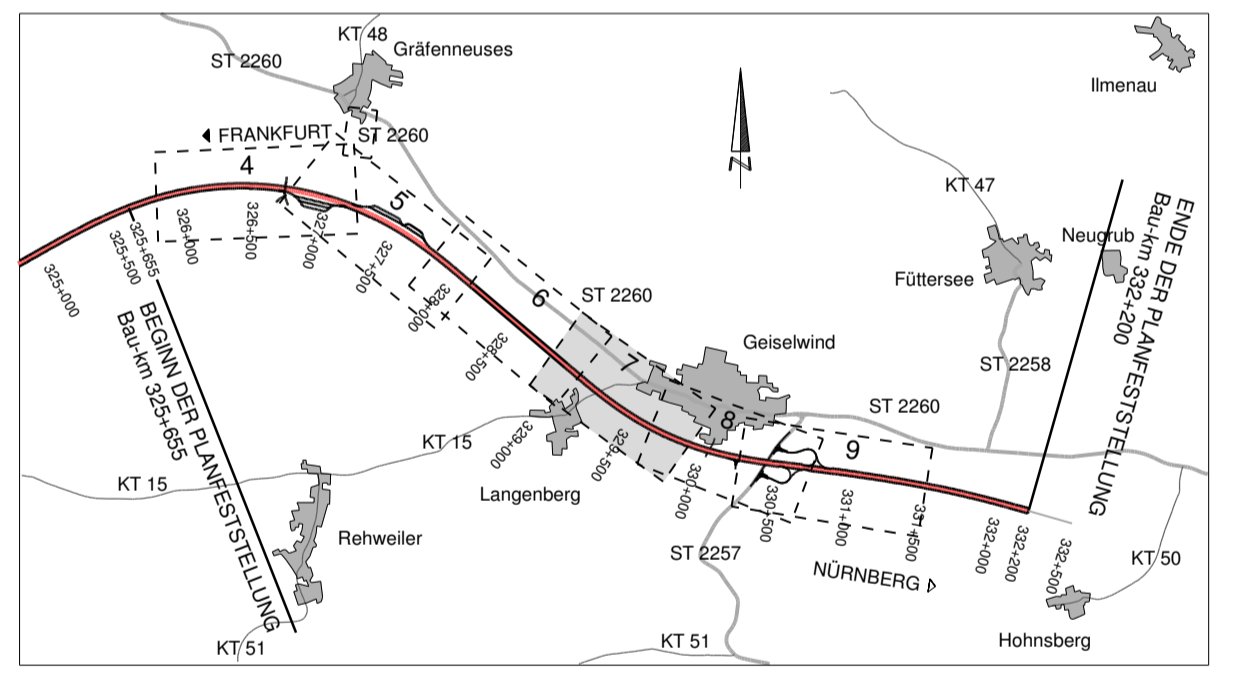 KT 48
Gräfenneuses
ST 2260
Ilmenau
FRANKFURT
ST 2260
4
5
N
KT 47
Neugrub
Füttersee
ENDE DER PLANFESTSTELLUNG
Bau-km 332+200
325+000
325+500
325+655
326+000
326+500
327+000
327+500
328+000
328+500
329+000
329+500
330+000
330+500
331+000
331+500
332+000
332+200
332+500
6
ST 2260
7
Geiselwind
ST 2258
BEGINN DER PLANFESTSTELLUNG
Bau-km 325+655
8
ST 2260
9
KT 15
KT 15
Langenberg
Rehweiler
ST 2257
NÜRNBERG
KT 50
Hohnsberg
KT 51
KT 51